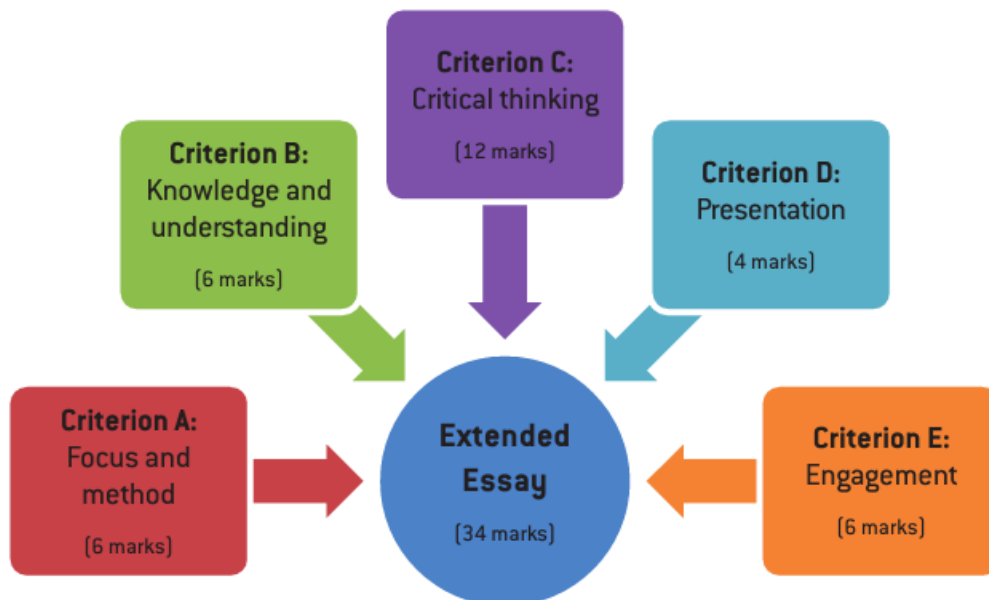 Criterion A:
Focus and
method
(6 marks)
Criterion B:
Knowledge and
understanding
(6 marks)
Criterion C:
Critical thinking
(12 marks)
Criterion D:
Presentation
(4 marks)
Criterion E:
Engagement
(6 marks)
Extended
Essay
(34 marks)